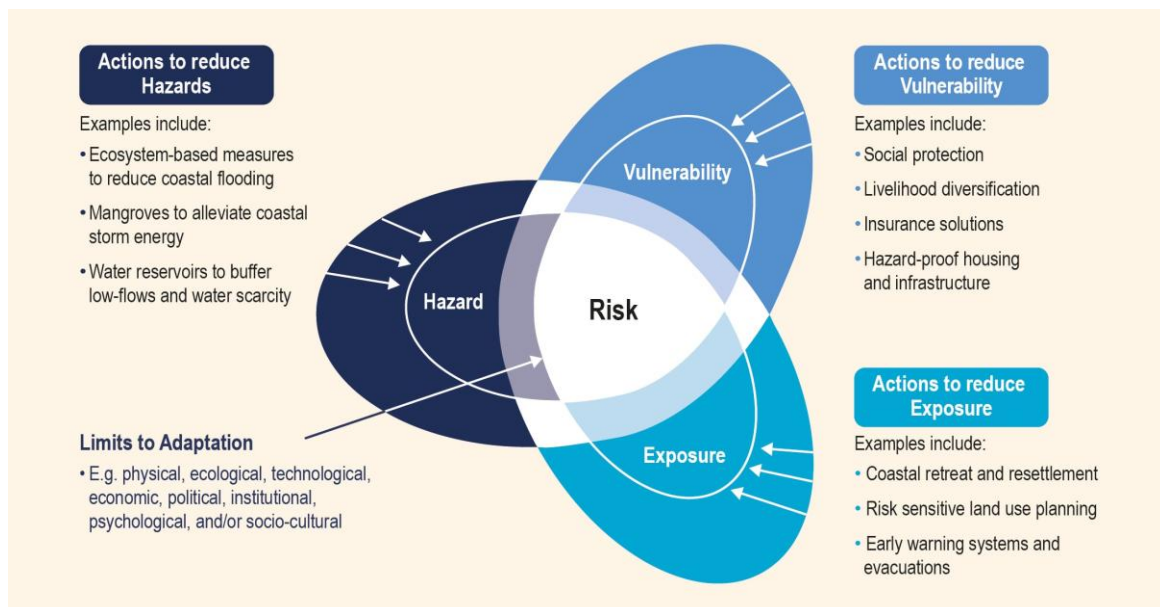 Actions to reduce
Hazards
Examples include:
• Ecosystem-based measures
to reduce coastal flooding
• Mangroves to alleviate coastal
storm energy
• Water reservoirs to buffer
low-flows and water scarcity
Limits to Adaptation
• E.g. physical, ecological, technological,
economic, political, institutional,
psychological, and/or socio-cultural
Vulnerability
Hazard
Risk
Exposure
Actions to reduce
Vulnerability
Examples include:
• Social protection
• Livelihood diversification
• Insurance solutions
• Hazard-proof housing
and infrastructure
Actions to reduce
Exposure
Examples include:
• Coastal retreat and resettlement
• Risk sensitive land use planning
• Early warning systems and
evacuations